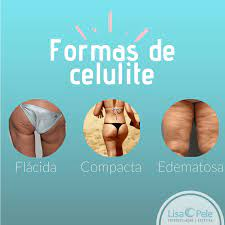 Formas de
celulite
Flácida
Compacta
Edematosa
Lisa Pele